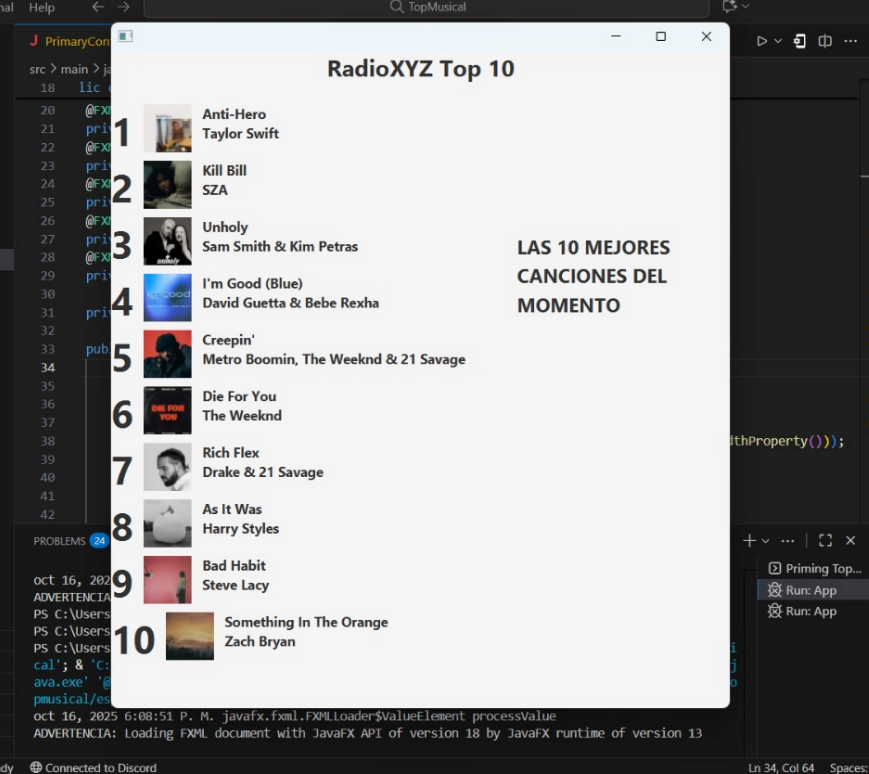 Help
TopMusical
PrimaryCon
src > main > ja
18 lic
RadioXYZ Top 10
20 @FXM
21 priv
22 @FXM
23 priv
24 @FXM
25 priv
26 @FXM
27 priv
28 @FXM
29 priv
30
31 priv
32
33 pub
34
35
36
37
38 dthProperty()));
39
40
41
42
1
Anti-Hero
Taylor Swift
2
Kill Bill
SZA
3
Unholy
Sam Smith & Kim Petras
4
I'm Good (Blue)
David Guetta & Bebe Rexha
5
Creepin'
Metro Boomin, The Weeknd & 21 Savage
6
DIE FOR
YOU
Die For You
The Weeknd
7
Rich Flex
Drake & 21 Savage
8
As It Was
Harry Styles
9
Bad Habit
Steve Lacy
10
Something In The Orange
Zach Bryan
LAS 10 MEJORES
CANCIONES DEL
MOMENTO
PROBLEMS 24
Priming Top...
Run: App
Run: App
oct 16, 202
ADVERTENCIA
PS C:\Users
PS C:\Users
PS C:\Users
cal'; & 'C:
ava.exe' '@
pmusical/es
oct 16, 2025 6:08:51 P. M. javafx.fxml.FXMLLoader$ValueElement processValue
ADVERTENCIA: Loading FXML document with JavaFX API of version 18 by JavaFX runtime of version 13
dy Connected to Discord
Ln 34, Col 64 Spaces: